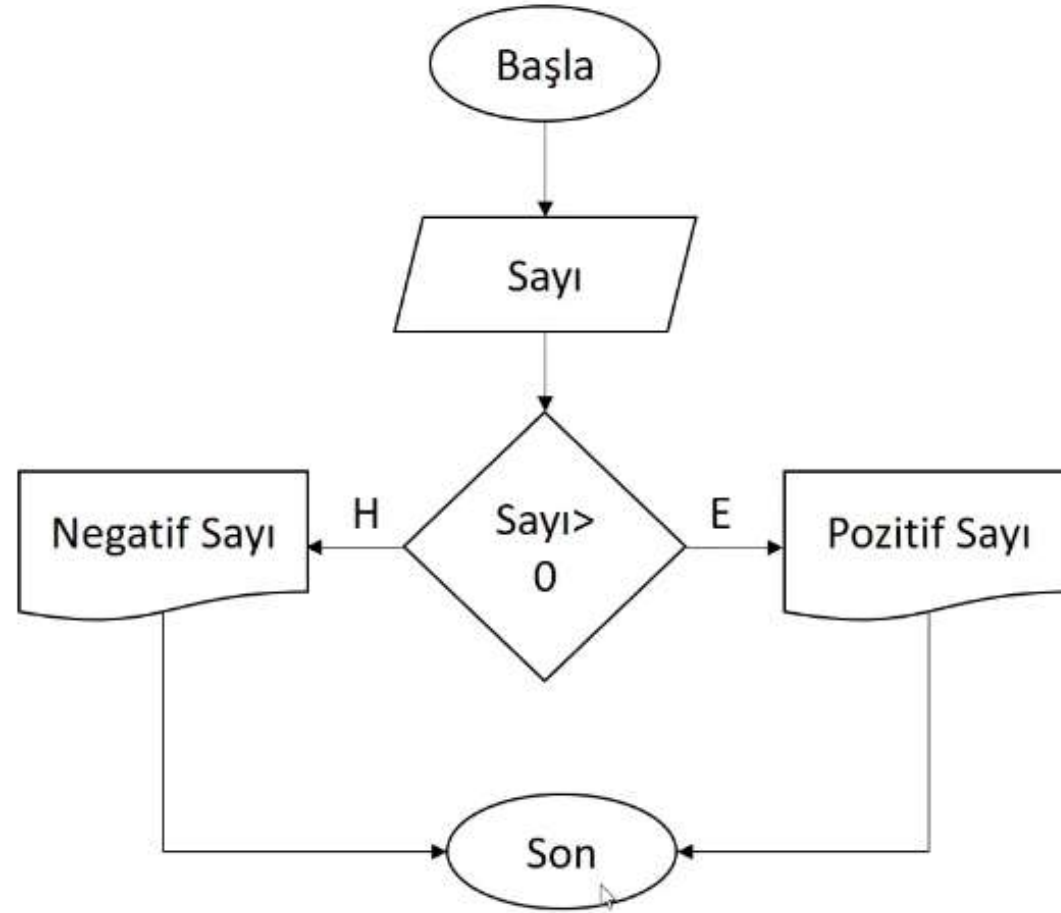 Başla
Sayı
Negatif Sayı
H
Sayı>
0
E
Pozitif Sayı
Son